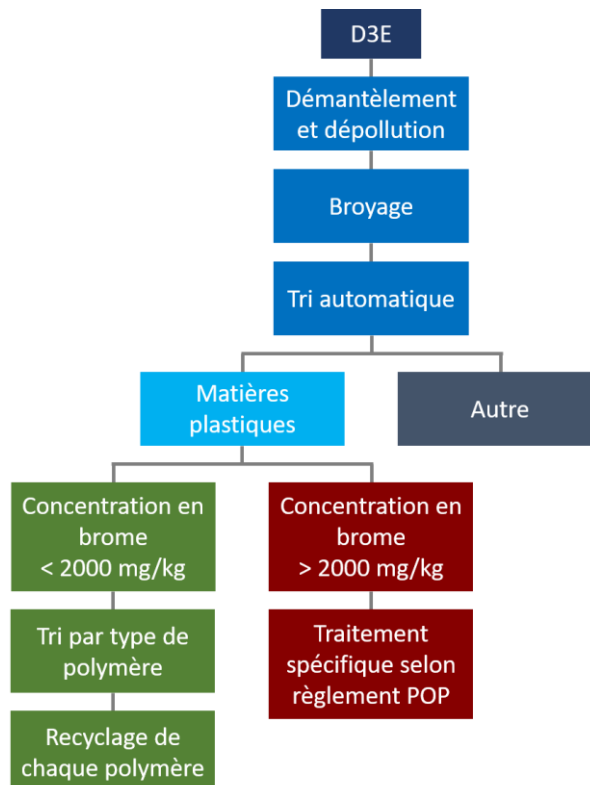 D3E
Démantèlement
et dépollution
Broyage
Tri automatique
Matières
plastiques
Autre
Concentration en
brome
< 2000 mg/kg
Concentration en
brome
> 2000 mg/kg
Tri par type de
polymère
Traitement
spécifique selon
règlement POP
Recyclage de
chaque polymère